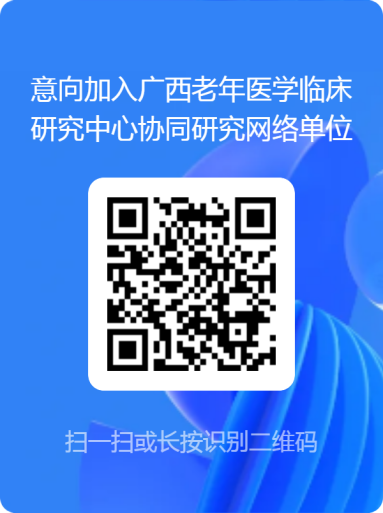 意向加入广西老年医学临床
研究中心协同研究网络单位
扫一扫或长按识别二维码